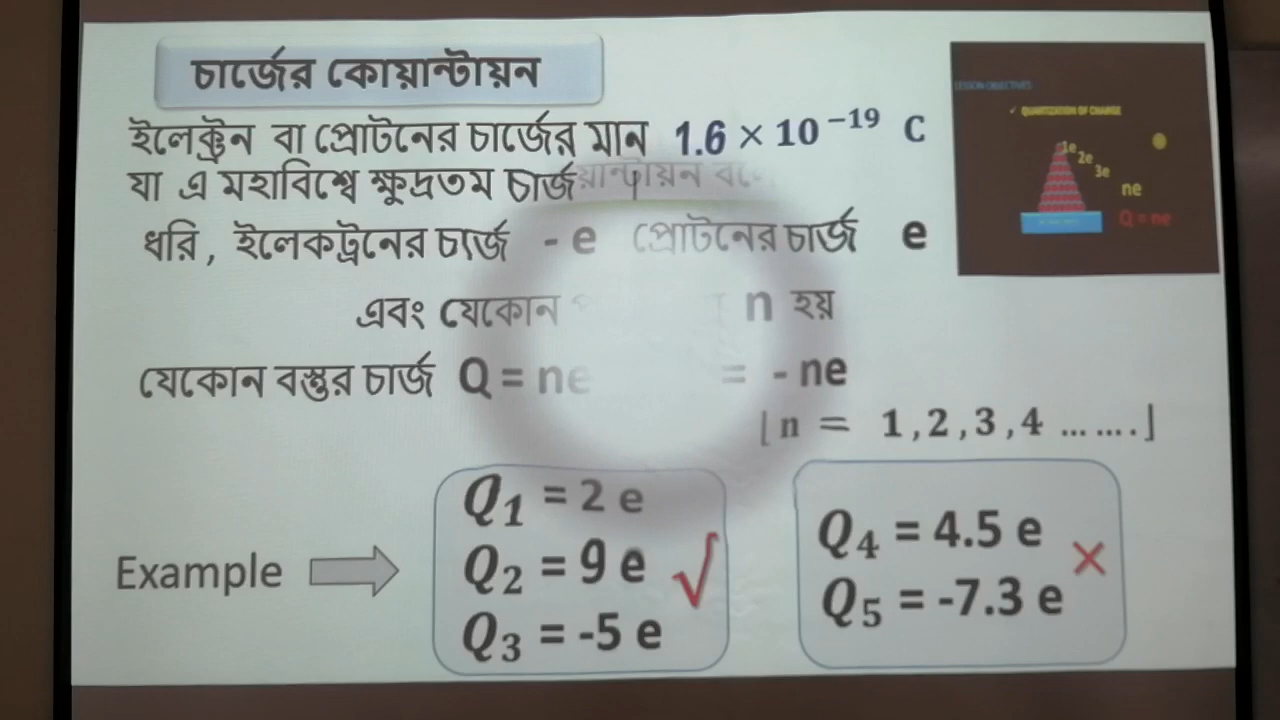 চার্জের কোয়ান্টায়ন
LESSON OBJECTIVES
✓ QUANTIZATION OF CHARGE
1e
2e
3e
ne
Q = ne
ইলেক্ট্রন বা প্রোটনের চার্জের মান 1.6 × 10⁻¹⁹ C
যা এ মহাবিশ্বে ক্ষুদ্রতম চার্জ
ধরি, ইলেকট্রনের চার্জ - e প্রোটনের চার্জ e
এবং যেকোন n হয়
যেকোন বস্তুর চার্জ Q = ne = - ne
[n = 1,2,3,4 .......]
Q₁ = 2 e
Q₂ = 9 e √
Q₃ = -5 e
Example
Q₄ = 4.5 e ×
Q₅ = -7.3 e